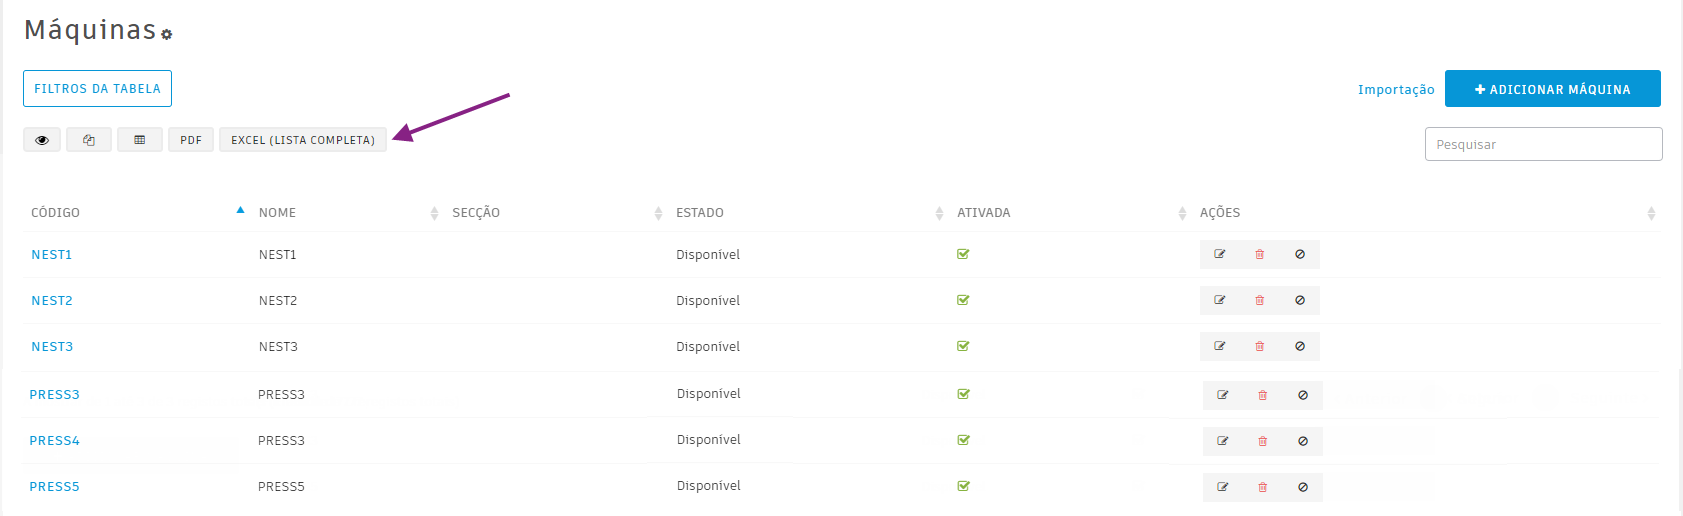 Máquinas
FILTROS DA TABELA
Importação
ADICIONAR MÁQUINA
PDF
EXCEL (LISTA COMPLETA)
Pesquisar
CÓDIGO NOME SECÇÃO ESTADO ATIVADA AÇÕES
NEST1 NEST1 Disponível
NEST2 NEST2 Disponível
NEST3 NEST3 Disponível
PRESS3 PRESS3 Disponível
PRESS4 PRESS3 Disponível
PRESS5 PRESS5 Disponível